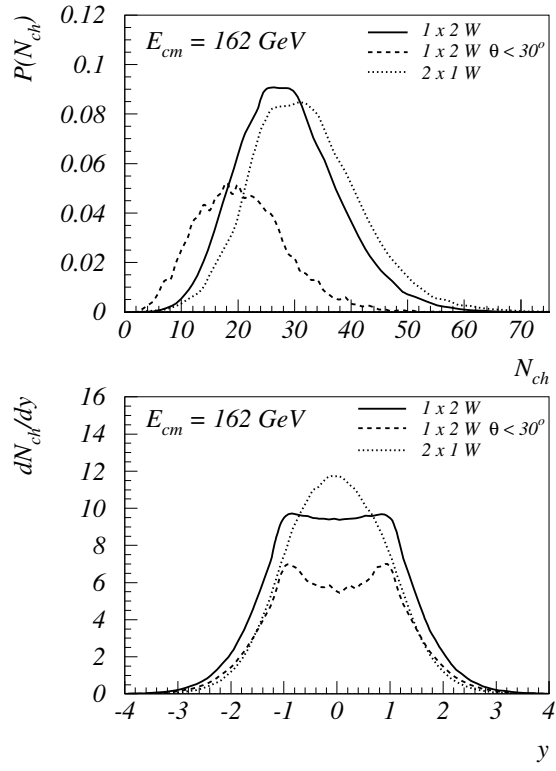 P(N_ch)
0.12
0.1
0.08
0.06
0.04
0.02
0
E_cm = 162 GeV
1 x 2 W
1 x 2 W θ < 30°
2 x 1 W
0 10 20 30 40 50 60 70
N_ch
dN_ch/dy
16
14
12
10
8
6
4
2
0
E_cm = 162 GeV
1 x 2 W
1 x 2 W θ < 30°
2 x 1 W
-4 -3 -2 -1 0 1 2 3 4
y